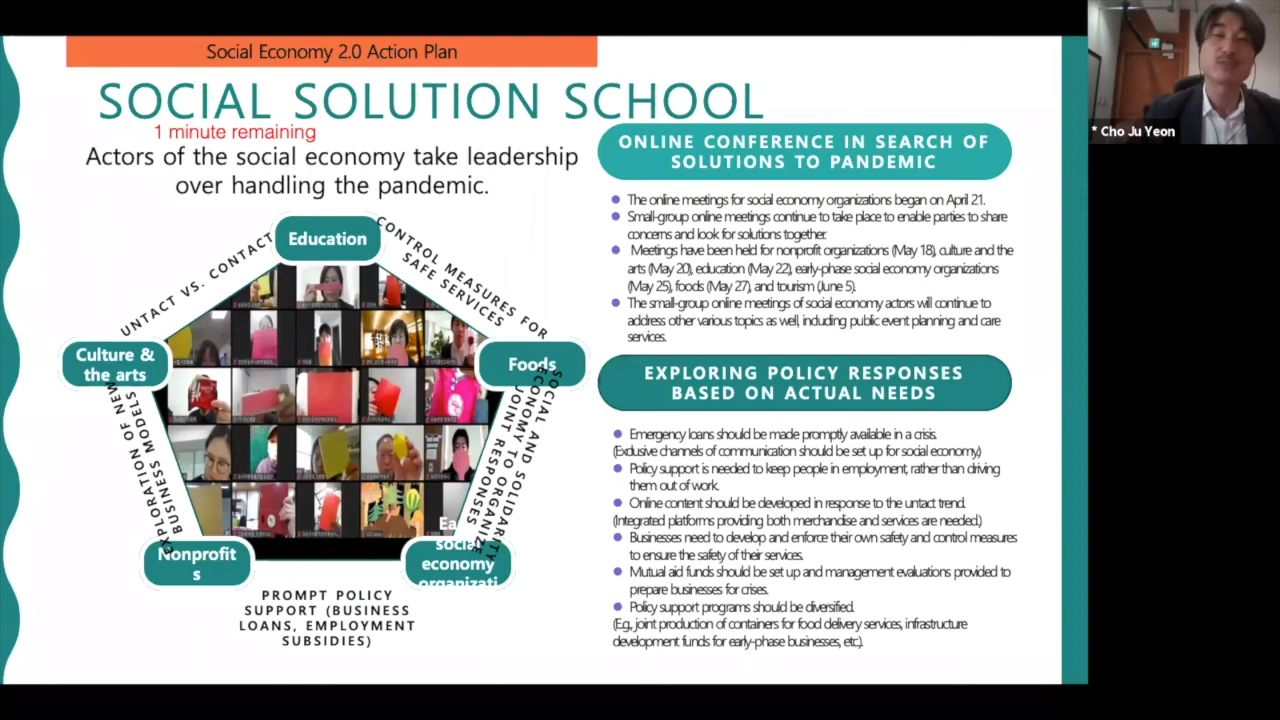 Social Economy 2.0 Action Plan
SOCIAL SOLUTION SCHOOL
1 minute remaining
Actors of the social economy take leadership
over handling the pandemic.
Education
UNTACT VS. CONTACT
CONTROL MEASURES FOR
SAFE SERVICES
Culture &
the arts
Foods
EXPLORATION OF NEW
BUSINESS MODELS
SOCIAL AND SOLIDARITY
ECONOMY TO ORGANIZE
JOINT RESPONSES
Nonprofit
s
Ea
social
economy
organizati
PROMPT POLICY
SUPPORT (BUSINESS
LOANS, EMPLOYMENT
SUBSIDIES)
ONLINE CONFERENCE IN SEARCH OF
SOLUTIONS TO PANDEMIC
The online meetings for social economy organizations began on April 21.
Small-group online meetings continue to take place to enable parties to share
concerns and look for solutions together.
Meetings have been held for nonprofit organizations (May 18), culture and the
arts (May 20), education (May 22), early-phase social economy organizations
(May 25), foods (May 27), and tourism (June 5).
The small-group online meetings of social economy actors will continue to
address other various topics as well, including public event planning and care
services.
EXPLORING POLICY RESPONSES
BASED ON ACTUAL NEEDS
Emergency loans should be made promptly available in a crisis.
(Exclusive channels of communication should be set up for social economy.)
Policy support is needed to keep people in employment, rather than driving
them out of work.
Online content should be developed in response to the untact trend.
(Integrated platforms providing both merchandise and services are needed.)
Businesses need to develop and enforce their own safety and control measures
to ensure the safety of their services.
Mutual aid funds should be set up and management evaluations provided to
prepare businesses for crises.
Policy support programs should be diversified.
(E.g., joint production of containers for food delivery services, infrastructure
development funds for early-phase businesses, etc.).
* Cho Ju Yeon